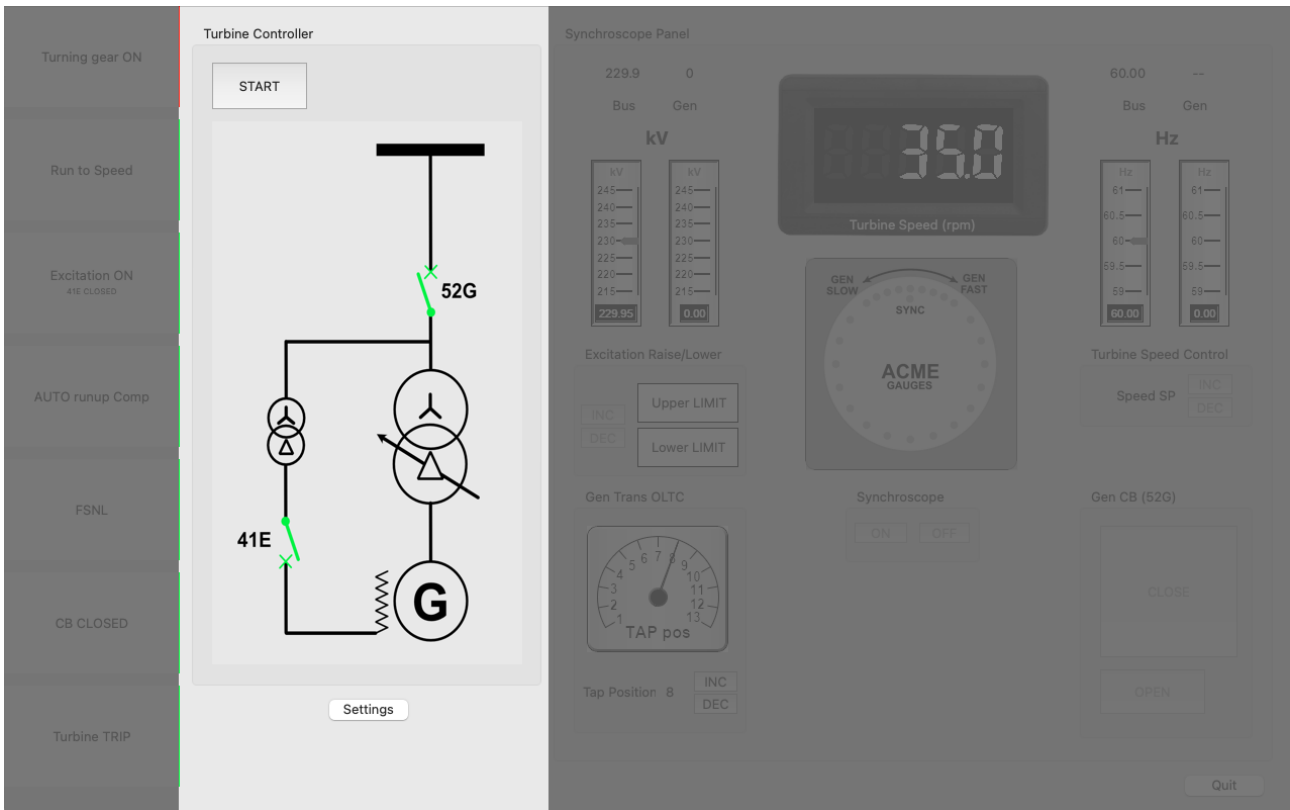 Turning gear ON
Run to Speed
Excitation ON
41E CLOSED
AUTO runup Comp
FSNL
CB CLOSED
Turbine TRIP
Turbine Controller
START
52G
41E
G
Settings
Synchroscope Panel
229.9 0
Bus Gen
kV
kV
245
240
235
230
225
220
215
229.95
kV
245
240
235
230
225
220
215
0.00
35.0
Turbine Speed (rpm)
60.00 --
Bus Gen
Hz
Hz
61
60.5
60
59.5
59
60.00
Hz
61
60.5
60
59.5
59
0.00
GEN SLOW
GEN FAST
SYNC
ACME
GAUGES
Excitation Raise/Lower
INC
DEC
Upper LIMIT
Lower LIMIT
Turbine Speed Control
Speed SP
INC
DEC
Gen Trans OLTC
1 2 3 4 5 6 7 8 9 10 11 12 13
TAP pos
Tap Position 8
INC
DEC
Synchroscope
ON OFF
Gen CB (52G)
CLOSE
OPEN
Quit